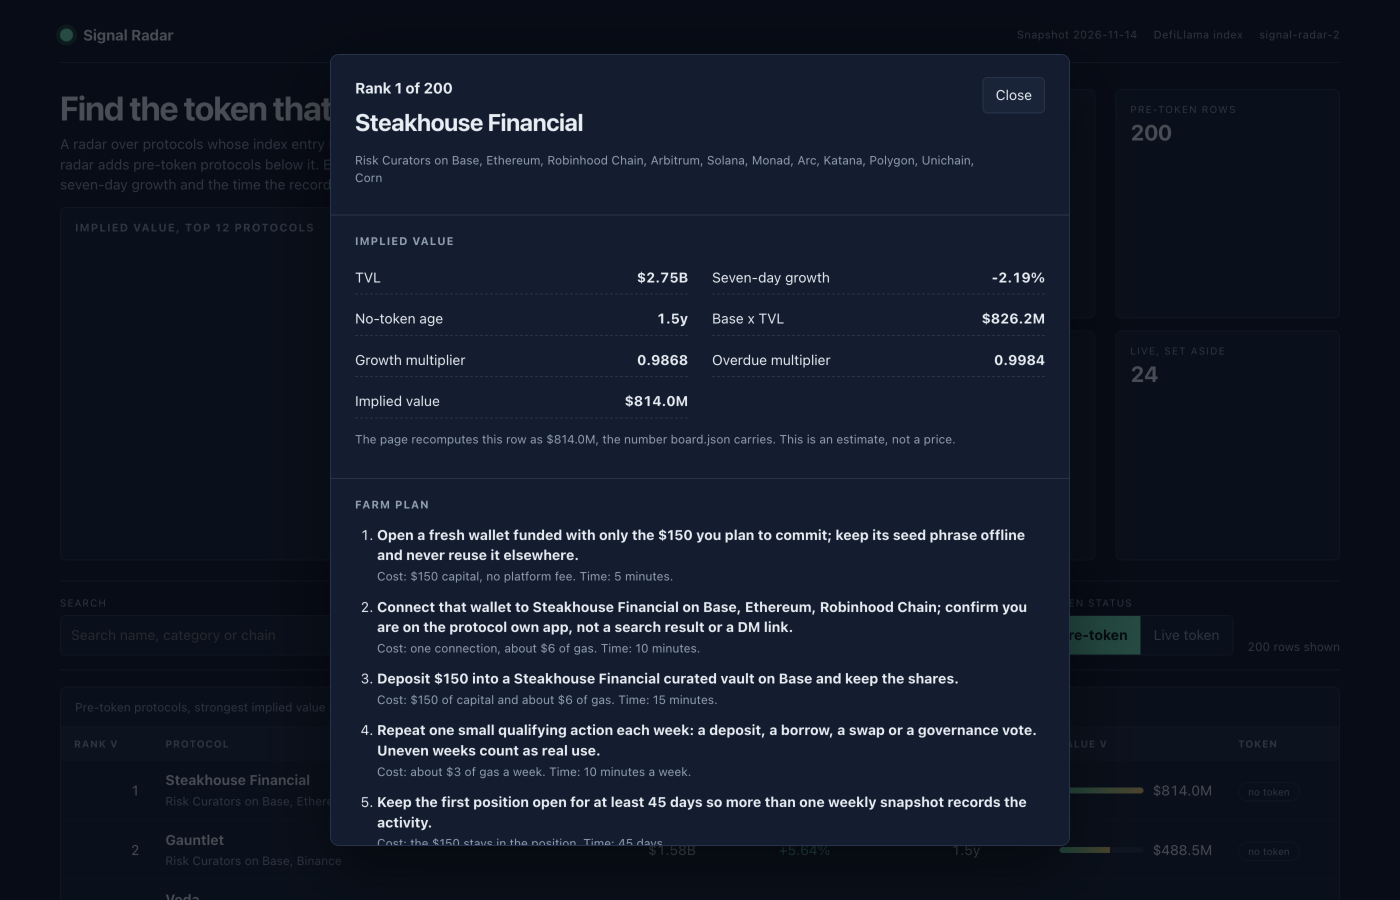 Signal Radar
Snapshot 2026-11-14 DefiLlama index signal-radar-2
Find the token that
A radar over protocols whose index entry
radar adds pre-token protocols below it. E
seven-day growth and the time the record
IMPLIED VALUE, TOP 12 PROTOCOLS
PRE-TOKEN ROWS
200
LIVE, SET ASIDE
24
Rank 1 of 200
Close
Steakhouse Financial
Risk Curators on Base, Ethereum, Robinhood Chain, Arbitrum, Solana, Monad, Arc, Katana, Polygon, Unichain,
Corn
IMPLIED VALUE
TVL $2.75B Seven-day growth -2.19%
No-token age 1.5y Base x TVL $826.2M
Growth multiplier 0.9868 Overdue multiplier 0.9984
Implied value $814.0M
The page recomputes this row as $814.0M, the number board.json carries. This is an estimate, not a price.
FARM PLAN
1. Open a fresh wallet funded with only the $150 you plan to commit; keep its seed phrase offline
and never reuse it elsewhere.
Cost: $150 capital, no platform fee. Time: 5 minutes.
2. Connect that wallet to Steakhouse Financial on Base, Ethereum, Robinhood Chain; confirm you
are on the protocol own app, not a search result or a DM link.
Cost: one connection, about $6 of gas. Time: 10 minutes.
3. Deposit $150 into a Steakhouse Financial curated vault on Base and keep the shares.
Cost: $150 of capital and about $6 of gas. Time: 15 minutes.
4. Repeat one small qualifying action each week: a deposit, a borrow, a swap or a governance vote.
Uneven weeks count as real use.
Cost: about $3 of gas a week. Time: 10 minutes a week.
5. Keep the first position open for at least 45 days so more than one weekly snapshot records the
activity.
Cost: the $150 stays in the position. Time: 45 days.
SEARCH
Search name, category or chain
EN STATUS
re-token Live token 200 rows shown
Pre-token protocols, strongest implied value
RANK V PROTOCOL ALUE V TOKEN
1 Steakhouse Financial $814.0M no token
Risk Curators on Base, Ethere
2 Gauntlet $1.58B +5.64% 1.5y $488.5M no token
Risk Curators on Base, Binance
Veda